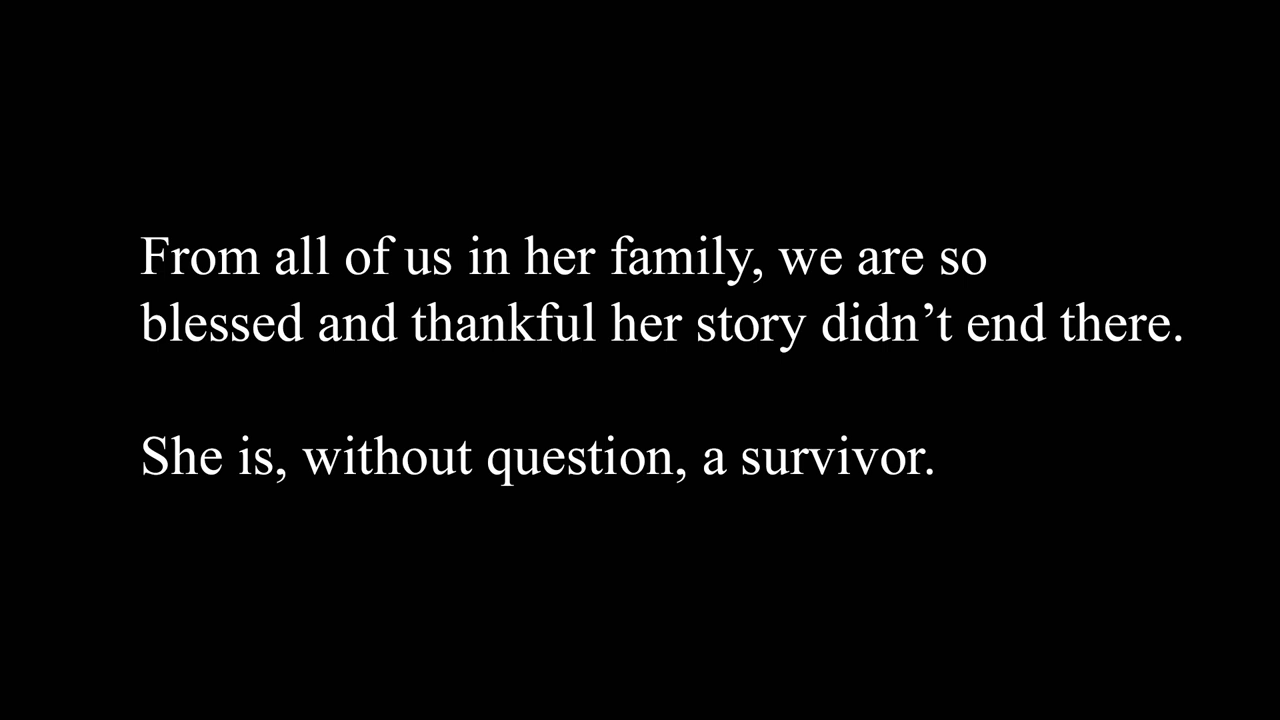 From all of us in her family, we are so
blessed and thankful her story didn’t end there.
She is, without question, a survivor.